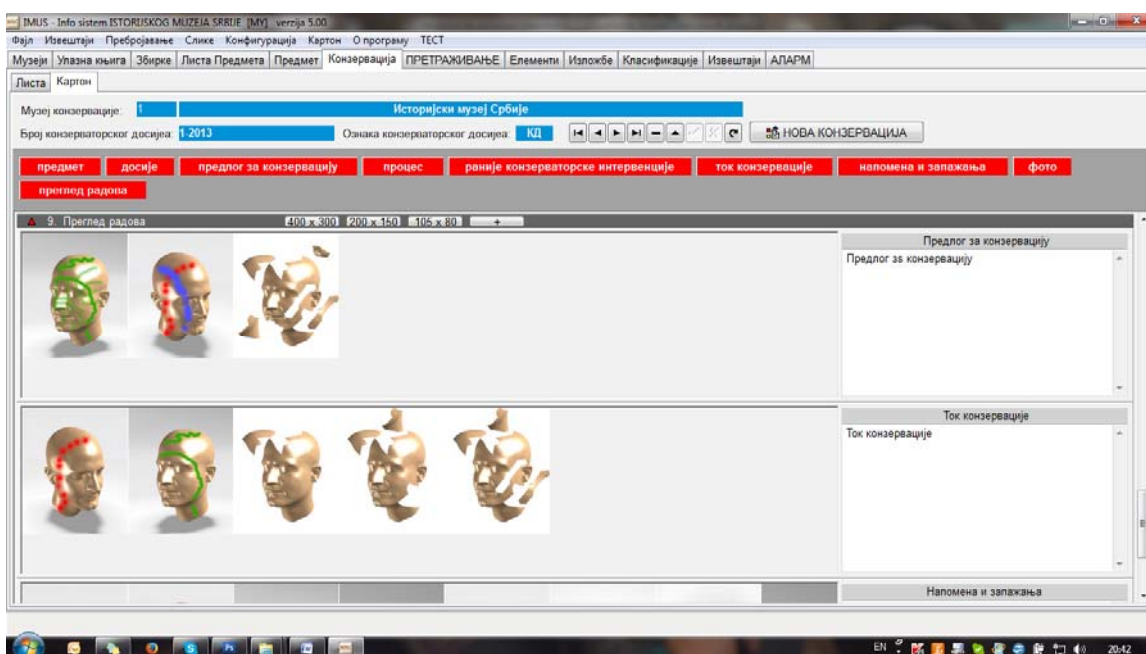 IMUS - Info sistem ISTORIJSKOG MUZEJA SRBIJE [MY] verzija 5.00
Фајл Извештаји Пребројавање Слике Конфигурација Картон О програму ТЕСТ
Музеји Улазна књига Збирке Листа Предмета Предмет Конзервација ПРЕТРАЖИВАЊЕ Елементи Изложбе Класификације Извештаји АЛАРМ
Листа Картон
Музеј конзервације: 1 Историјски музеј Србије
Број конзерваторског досијеа: 1-2013 Ознака конзерваторског досијеа: КД НОВА КОНЗЕРВАЦИЈА
предмет досије предлог за конзервацију процес раније конзерваторске интервенције ток конзервације напомена и запажања фото
преглед радова
9. Преглед радова 400 x 300 200 x 150 105 x 80 +
Предлог за конзервацију
Предлог за конзервацију
Ток конзервације
Ток конзервације
Напомена и запажања
EN 20:42